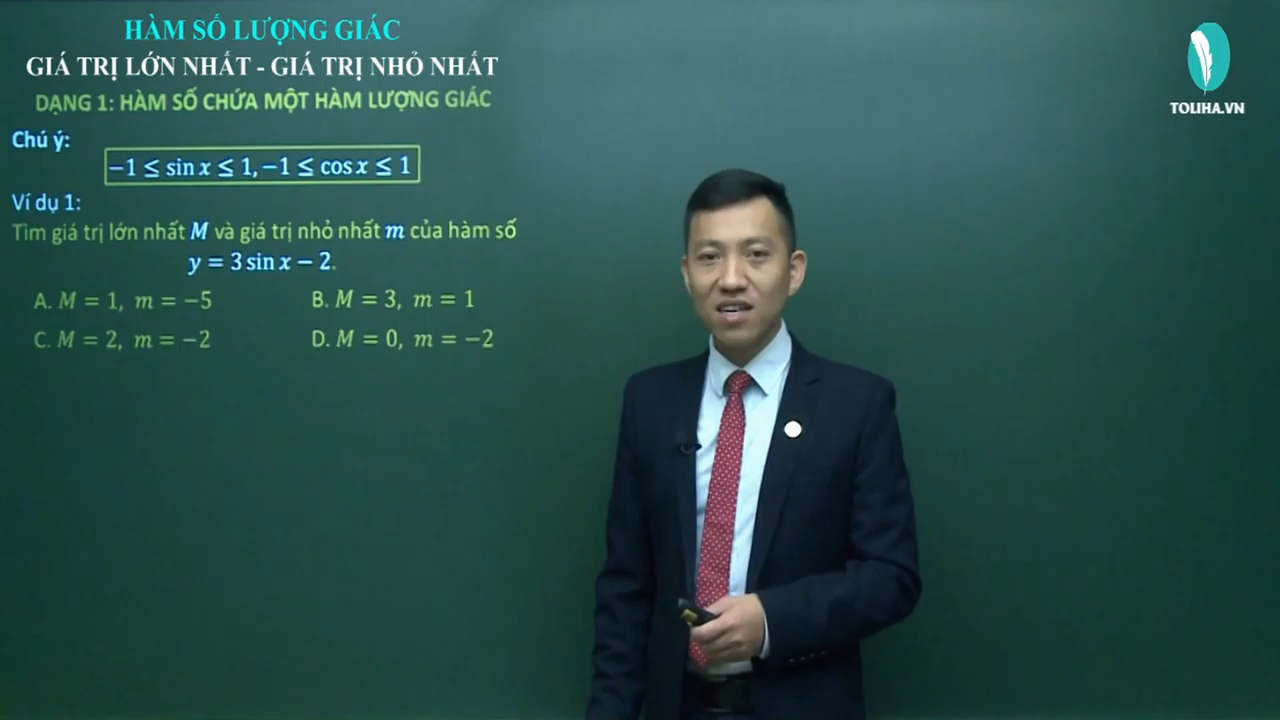 HÀM SỐ LƯỢNG GIÁC
GIÁ TRỊ LỚN NHẤT - GIÁ TRỊ NHỎ NHẤT
DẠNG 1: HÀM SỐ CHỨA MỘT HÀM LƯỢNG GIÁC
Chú ý:
−1 ≤ sin x ≤ 1, −1 ≤ cos x ≤ 1
Ví dụ 1:
Tìm giá trị lớn nhất M và giá trị nhỏ nhất m của hàm số
y = 3 sin x − 2.
A. M = 1, m = −5
B. M = 3, m = 1
C. M = 2, m = −2
D. M = 0, m = −2
TOLIHA.VN